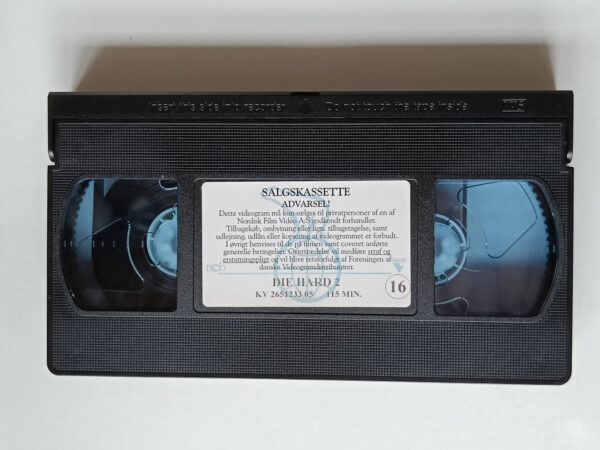 Insert this side into recorder Do not touch the tape inside VHS
SALGSKASSETTE
ADVARSEL!
Dette videogram må kun sælges til privatpersoner af en af
Nordisk Film Video A/S godkendt forhandler.
Tilbagekøb, ombytning eller lign. tilbagetagelse, samt
udlejning, udlån eller kopiering af videogrammet er forbudt.
I øvrigt henvises til de på filmen samt coveret anførte
generelle betingelser. Overtrædelse vil medføre straf og
erstatningspligt og vil blive retsforfulgt af Foreningen af
danske Videogramdistributører.
DIE HARD 2
KV 2651233 05 115 MIN.
16